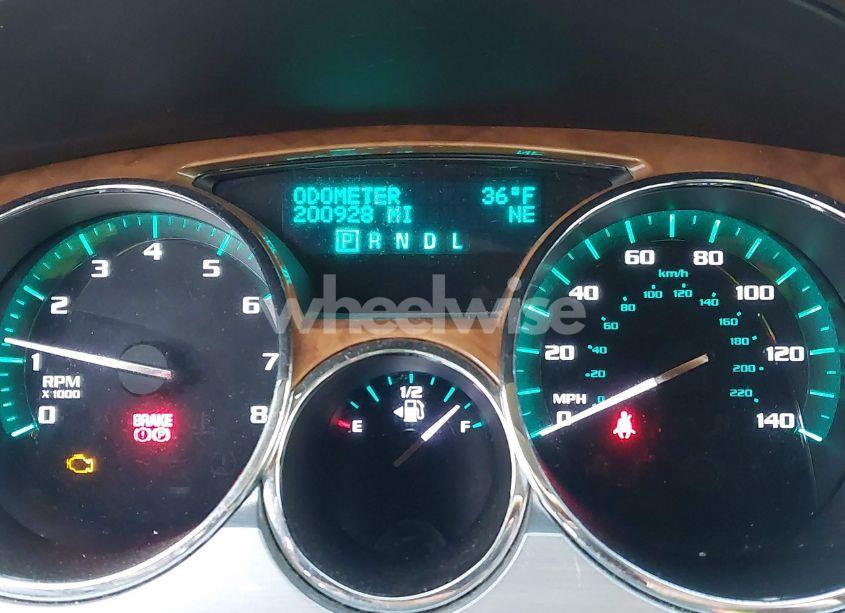 ODOMETER 36°F
200928 MI NE
P R N D L
wheelwise
0 1 2 3 4 5 6 7 8
RPM
X 1000
BRAKE
P
E 1/2 F
0 20 40 60 80 100 120 140
MPH
km/h
0 20 40 60 80 100 120 140 160 180 200 220